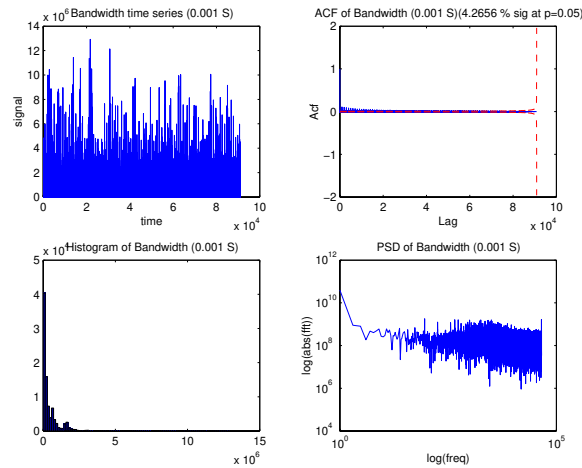 x 10^6 Bandwidth time series (0.001 S)
14
12
10
8
6
4
2
0
signal
0 2 4 6 8 10
time
x 10^4
ACF of Bandwidth (0.001 S)(4.2656 % sig at p=0.05)
2
1
0
−1
−2
Acf
0 2 4 6 8 10
Lag
x 10^4
x 10^4 Histogram of Bandwidth (0.001 S)
5
4
3
2
1
0
0 5 10 15
x 10^6
PSD of Bandwidth (0.001 S)
10^12
10^10
10^8
10^6
10^4
log(abs(fft))
10^0 10^5
log(freq)